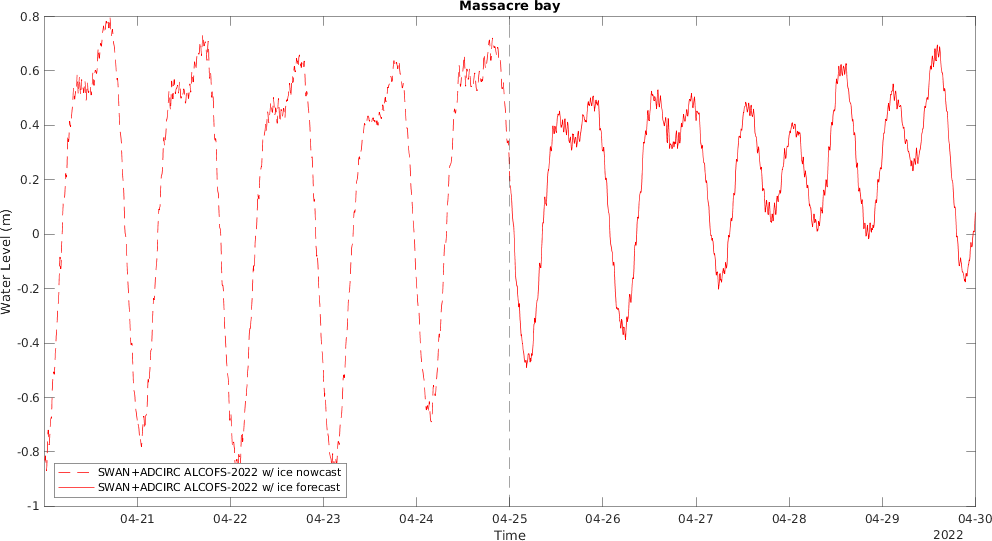 Massacre bay
0.8
0.6
0.4
0.2
0
-0.2
-0.4
-0.6
-0.8
-1
Water Level (m)
SWAN+ADCIRC ALCOFS-2022 w/ ice nowcast
SWAN+ADCIRC ALCOFS-2022 w/ ice forecast
04-21 04-22 04-23 04-24 04-25 04-26 04-27 04-28 04-29 04-30
Time
2022